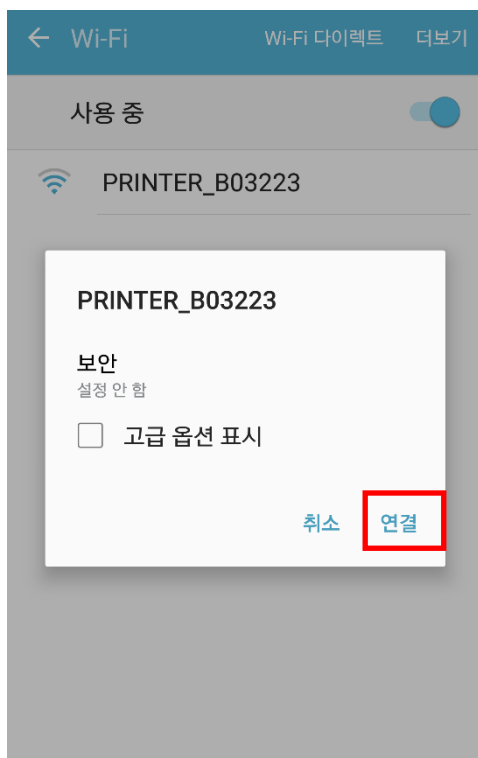 Wi-Fi Wi-Fi 다이렉트 더보기
사용 중
PRINTER_B03223
PRINTER_B03223
보안
설정 안 함
고급 옵션 표시
취소 연결